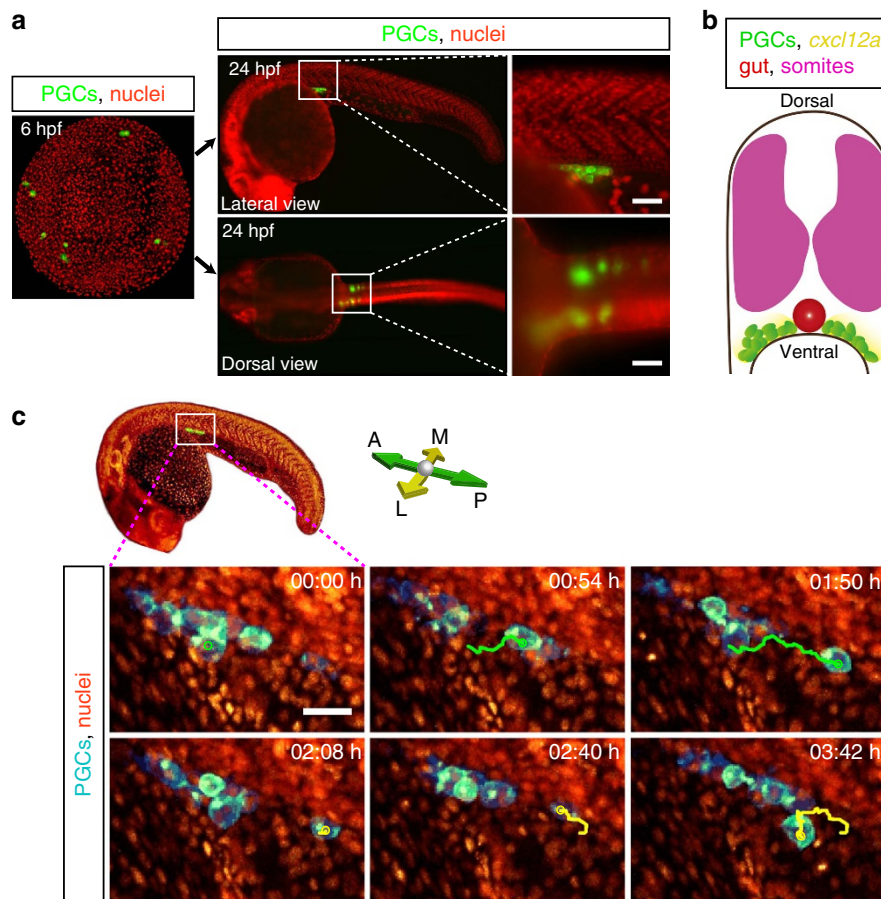 a
PGCs, nuclei
PGCs, nuclei
6 hpf
24 hpf
Lateral view
24 hpf
Dorsal view
b
PGCs, cxcl12a
gut, somites
Dorsal
Ventral
c
A
M
L
P
PGCs, nuclei
00:00 h
00:54 h
01:50 h
02:08 h
02:40 h
03:42 h